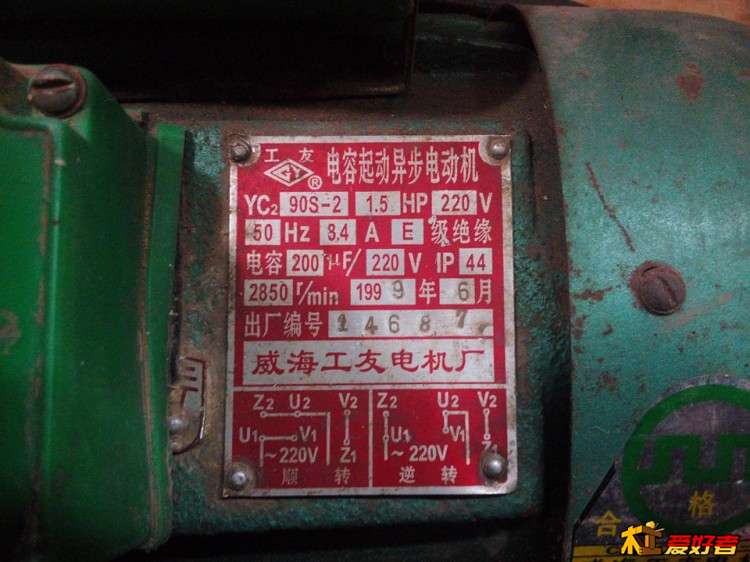 工友 电容起动异步电动机
GY ®
YC₂ 90S-2 1.5 HP 220 V
50 Hz 8.4 A E 级绝缘
电容 200 μF/ 220 V IP 44
2850 r/min 1999 年 6 月
出厂编号 14687
威海工友电机厂
Z2 U2 V2 U2 V2
U1 V1 Z1 U1 V1 Z1
~220V ~220V
顺转 逆转
合格
木工爱好者